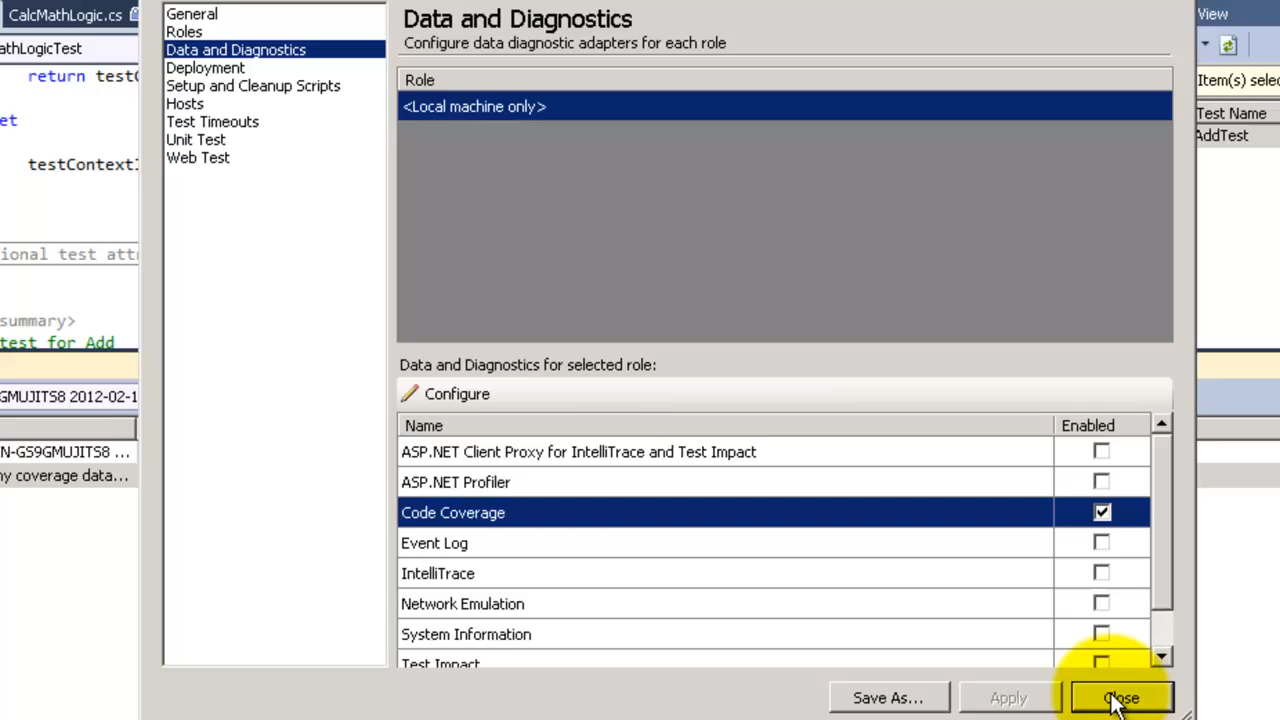 CalcMathLogic.cs
athLogicTest
return test
et
testContextI
ional test att
summary>
test for Add
GMUJITS8 2012-02-1
N-GS9GMUJITS8 ...
ny coverage data...
General
Roles
Data and Diagnostics
Deployment
Setup and Cleanup Scripts
Hosts
Test Timeouts
Unit Test
Web Test
Data and Diagnostics
Configure data diagnostic adapters for each role
Role
<Local machine only>
Data and Diagnostics for selected role:
Configure
Name Enabled
ASP.NET Client Proxy for IntelliTrace and Test Impact
ASP.NET Profiler
Code Coverage
Event Log
IntelliTrace
Network Emulation
System Information
Test Impact
Save As... Apply Close
View
Item(s) sele
Test Name
AddTest